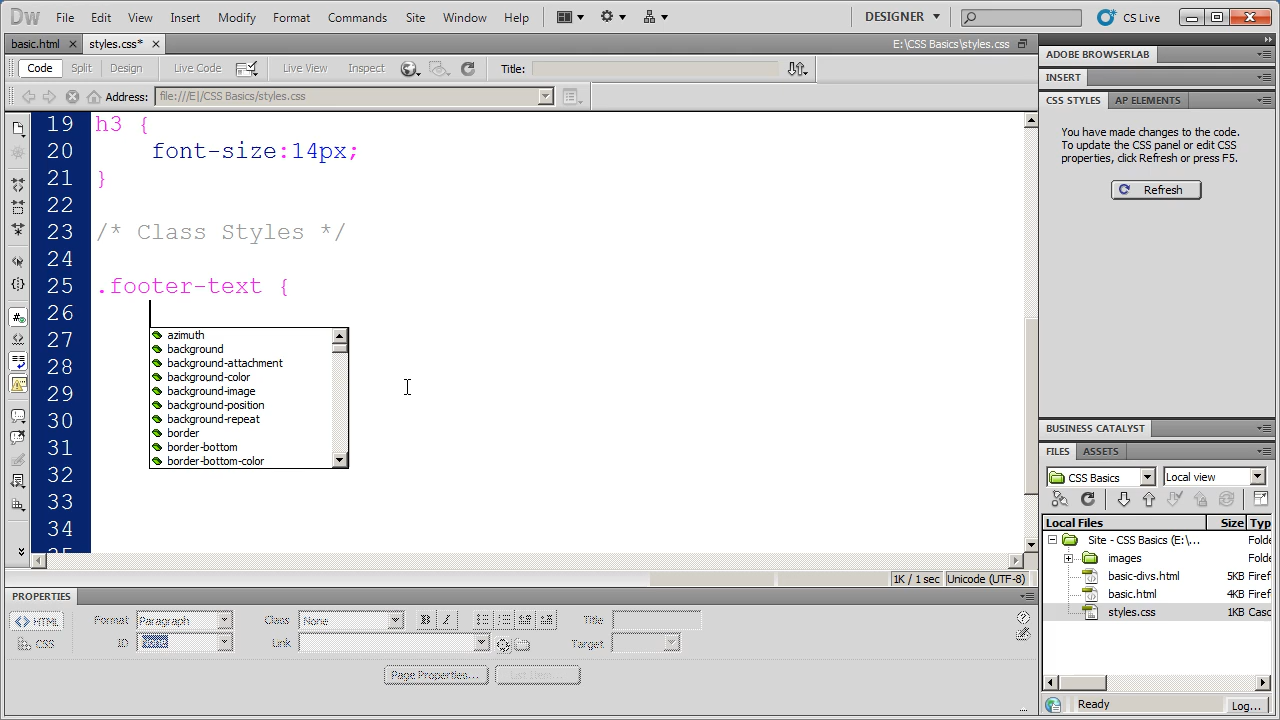 Dw File Edit View Insert Modify Format Commands Site Window Help DESIGNER CS Live
basic.html styles.css* E:\CSS Basics\styles.css
Code Split Design Live Code Live View Inspect Title:
Address: file:///E|/CSS Basics/styles.css
19 h3 {
20 font-size:14px;
21 }
22
23 /* Class Styles */
24
25 .footer-text {
26
27
28
29
30
31
32
33
34
azimuth
background
background-attachment
background-color
background-image
background-position
background-repeat
border
border-bottom
border-bottom-color
1K / 1 sec Unicode (UTF-8)
PROPERTIES
HTML Format Paragraph Class None B I Title
CSS ID Link Target
Page Properties... List Item...
ADOBE BROWSERLAB
INSERT
CSS STYLES AP ELEMENTS
You have made changes to the code.
To update the CSS panel or edit CSS
properties, click Refresh or press F5.
Refresh
BUSINESS CATALYST
FILES ASSETS
CSS Basics Local view
Local Files Size Typ
Site - CSS Basics (E:\... Folde
images Folde
basic-divs.html 5KB Firef
basic.html 4KB Firef
styles.css 1KB Casc
Ready Log...